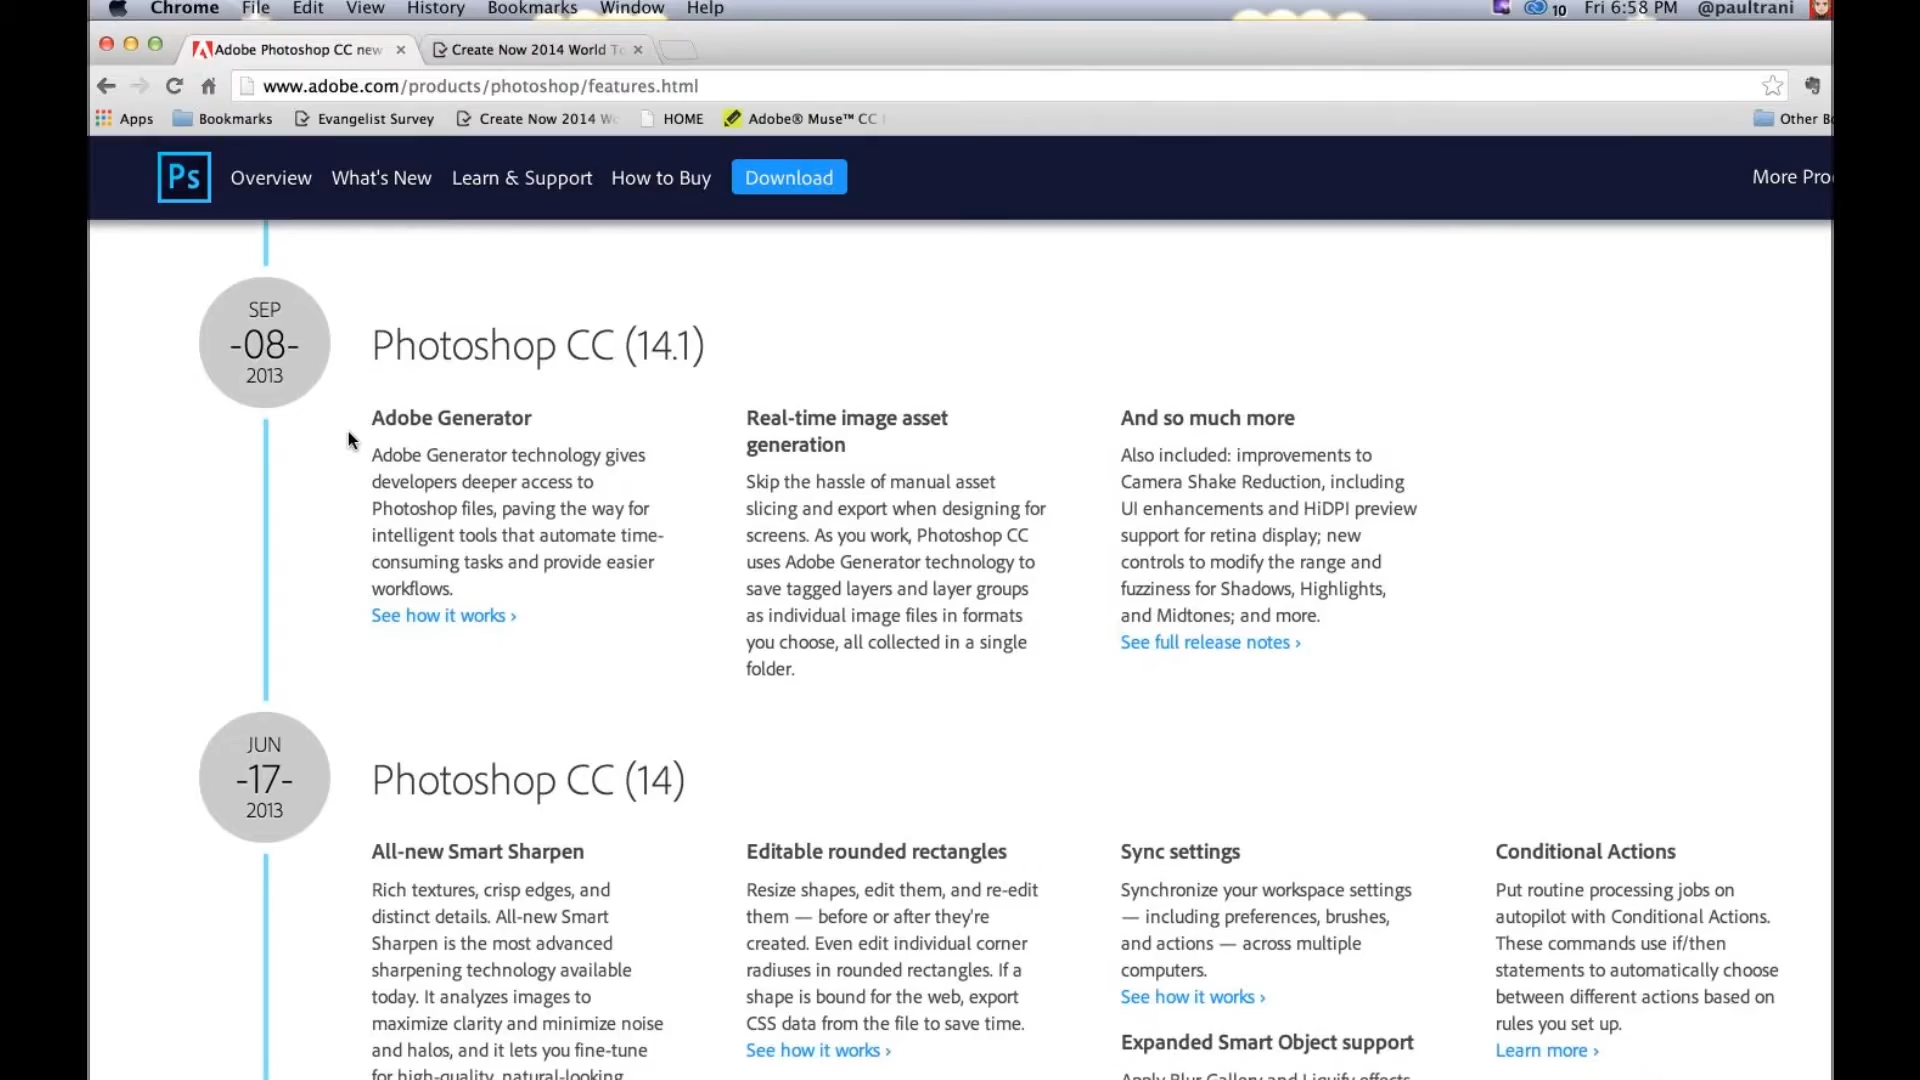 Chrome File Edit View History Bookmarks Window Help 10 Fri 6:58 PM @paultrani
Adobe Photoshop CC new Create Now 2014 World
www.adobe.com/products/photoshop/features.html
Apps Bookmarks Evangelist Survey Create Now 2014 HOME Adobe® Muse™ CC Other
Ps Overview What's New Learn & Support How to Buy Download More
SEP
-08-
2013
Photoshop CC (14.1)
Adobe Generator
Adobe Generator technology gives
developers deeper access to
Photoshop files, paving the way for
intelligent tools that automate time-
consuming tasks and provide easier
workflows.
See how it works ›
Real-time image asset
generation
Skip the hassle of manual asset
slicing and export when designing for
screens. As you work, Photoshop CC
uses Adobe Generator technology to
save tagged layers and layer groups
as individual image files in formats
you choose, all collected in a single
folder.
And so much more
Also included: improvements to
Camera Shake Reduction, including
UI enhancements and HiDPI preview
support for retina display; new
controls to modify the range and
fuzziness for Shadows, Highlights,
and Midtones; and more.
See full release notes ›
JUN
-17-
2013
Photoshop CC (14)
All-new Smart Sharpen
Rich textures, crisp edges, and
distinct details. All-new Smart
Sharpen is the most advanced
sharpening technology available
today. It analyzes images to
maximize clarity and minimize noise
and halos, and it lets you fine-tune
for high-quality, natural-looking
Editable rounded rectangles
Resize shapes, edit them, and re-edit
them — before or after they're
created. Even edit individual corner
radiuses in rounded rectangles. If a
shape is bound for the web, export
CSS data from the file to save time.
See how it works ›
Sync settings
Synchronize your workspace settings
— including preferences, brushes,
and actions — across multiple
computers.
See how it works ›
Expanded Smart Object support
Apply Blur Gallery and Liquify effects
Conditional Actions
Put routine processing jobs on
autopilot with Conditional Actions.
These commands use if/then
statements to automatically choose
between different actions based on
rules you set up.
Learn more ›